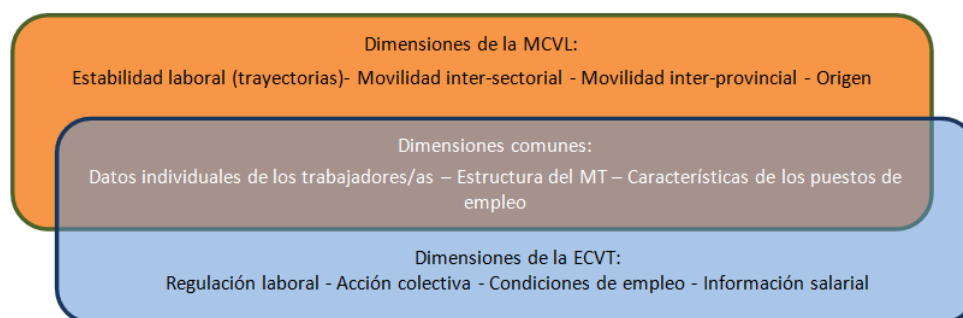 Dimensiones de la MCVL:
Estabilidad laboral (trayectorias)- Movilidad inter-sectorial - Movilidad inter-provincial - Origen
Dimensiones comunes:
Datos individuales de los trabajadores/as – Estructura del MT – Características de los puestos de
empleo
Dimensiones de la ECVT:
Regulación laboral - Acción colectiva - Condiciones de empleo - Información salarial